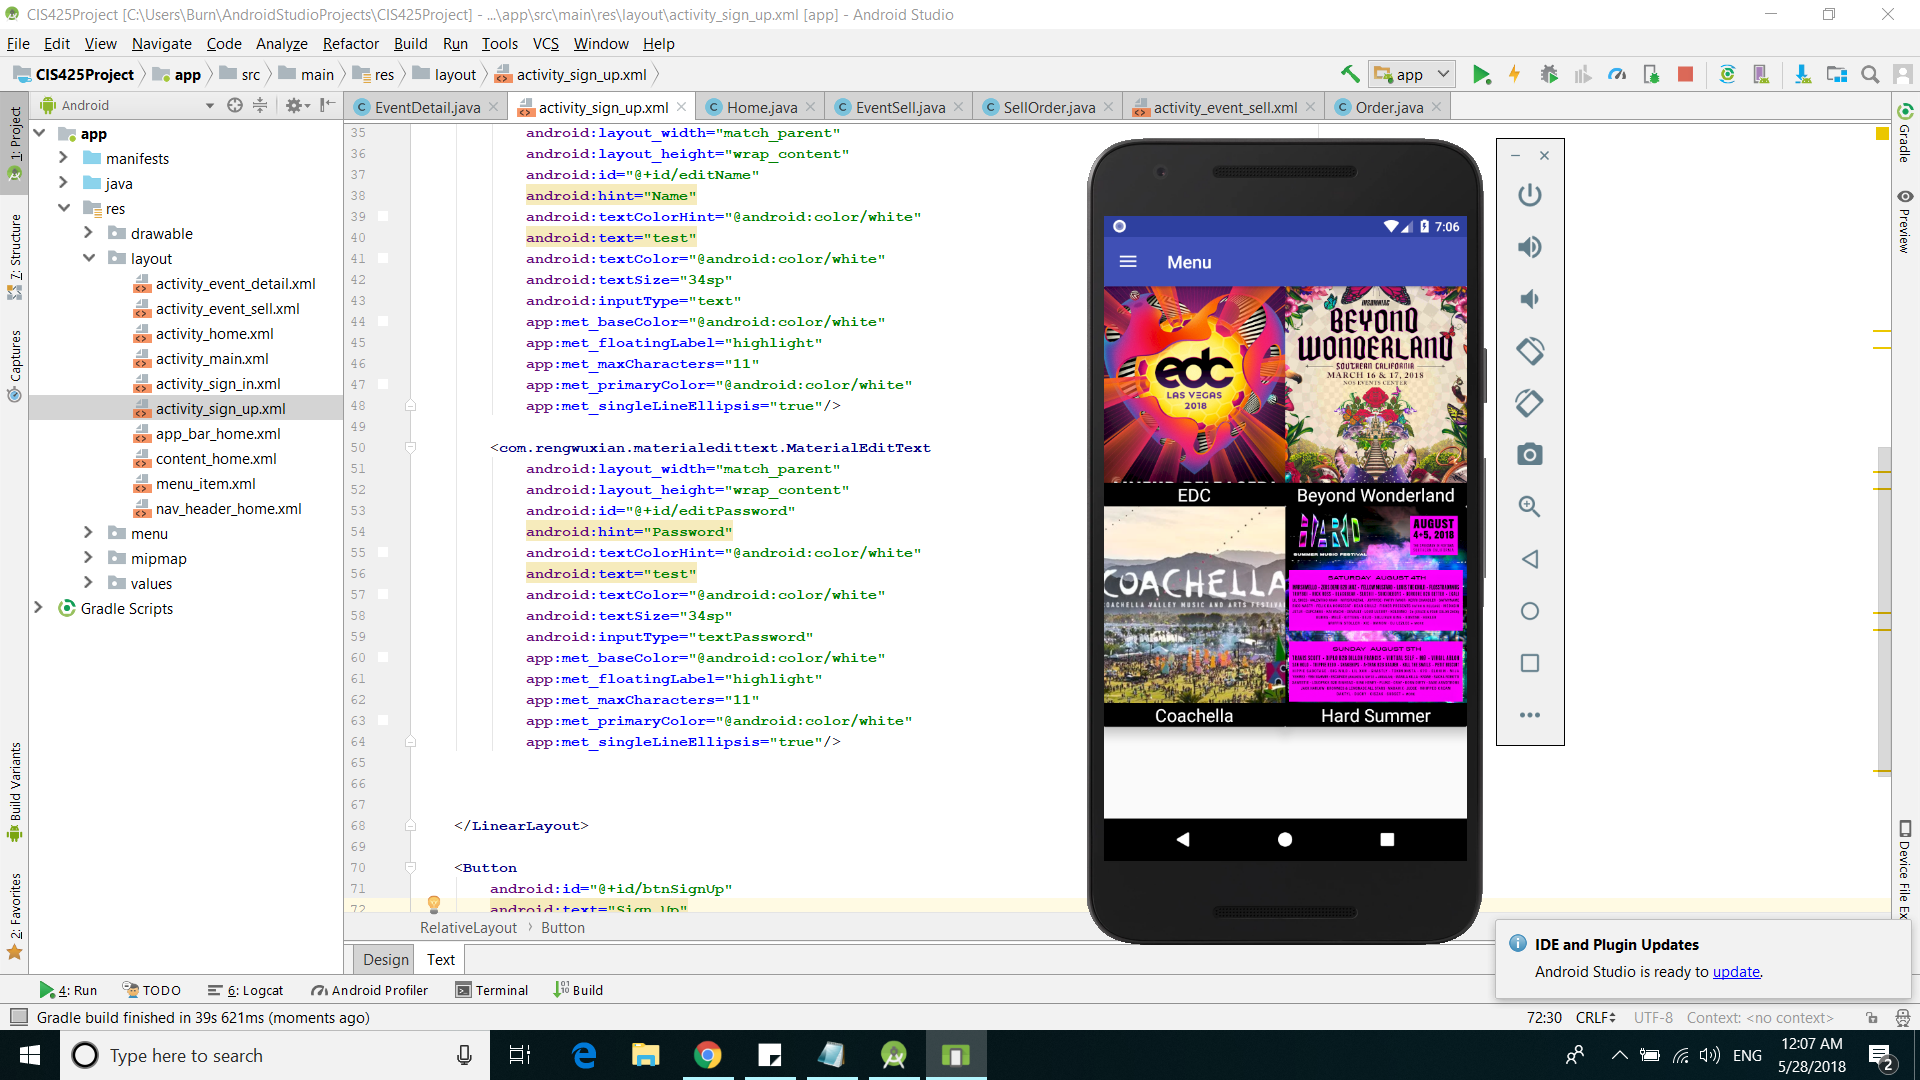 CIS425Project [C:\Users\Burn\AndroidStudioProjects\CIS425Project] - ...\app\src\main\res\layout\activity_sign_up.xml [app] - Android Studio
File Edit View Navigate Code Analyze Refactor Build Run Tools VCS Window Help
CIS425Project app src main res layout activity_sign_up.xml
app
Android
EventDetail.java activity_sign_up.xml Home.java EventSell.java SellOrder.java activity_event_sell.xml Order.java
1: Project
7: Structure
Captures
Build Variants
2: Favorites
app
manifests
java
res
drawable
layout
activity_event_detail.xml
activity_event_sell.xml
activity_home.xml
activity_main.xml
activity_sign_in.xml
activity_sign_up.xml
app_bar_home.xml
content_home.xml
menu_item.xml
nav_header_home.xml
menu
mipmap
values
Gradle Scripts
35 android:layout_width="match_parent"
36 android:layout_height="wrap_content"
37 android:id="@+id/editName"
38 android:hint="Name"
39 android:textColorHint="@android:color/white"
40 android:text="test"
41 android:textColor="@android:color/white"
42 android:textSize="34sp"
43 android:inputType="text"
44 app:met_baseColor="@android:color/white"
45 app:met_floatingLabel="highlight"
46 app:met_maxCharacters="11"
47 app:met_primaryColor="@android:color/white"
48 app:met_singleLineEllipsis="true"/>
49
50 <com.rengwuxian.materialedittext.MaterialEditText
51 android:layout_width="match_parent"
52 android:layout_height="wrap_content"
53 android:id="@+id/editPassword"
54 android:hint="Password"
55 android:textColorHint="@android:color/white"
56 android:text="test"
57 android:textColor="@android:color/white"
58 android:textSize="34sp"
59 android:inputType="textPassword"
60 app:met_baseColor="@android:color/white"
61 app:met_floatingLabel="highlight"
62 app:met_maxCharacters="11"
63 app:met_primaryColor="@android:color/white"
64 app:met_singleLineEllipsis="true"/>
65
66
67
68 </LinearLayout>
69
70 <Button
71 android:id="@+id/btnSignUp"
72 android:text="Sign Up"
RelativeLayout › Button
Design Text
7:06
Menu
edc
LAS VEGAS
2018
EDC
INSOMNIAC
BEYOND
WONDERLAND
SOUTHERN CALIFORNIA
MARCH 16 & 17, 2018
NOS EVENTS CENTER
Beyond Wonderland
COACHELLA
COACHELLA VALLEY MUSIC AND ARTS FESTIVAL
Coachella
HARD
SUMMER MUSIC FESTIVAL
AUGUST
4+5, 2018
SATURDAY AUGUST 4TH
SUNDAY AUGUST 5TH
Hard Summer
Gradle
Preview
Device File Ex
IDE and Plugin Updates
Android Studio is ready to update.
4: Run TODO 6: Logcat Android Profiler Terminal Build
Gradle build finished in 39s 621ms (moments ago)
72:30 CRLF UTF-8 Context: <no context>
Type here to search
ENG
12:07 AM
5/28/2018
2